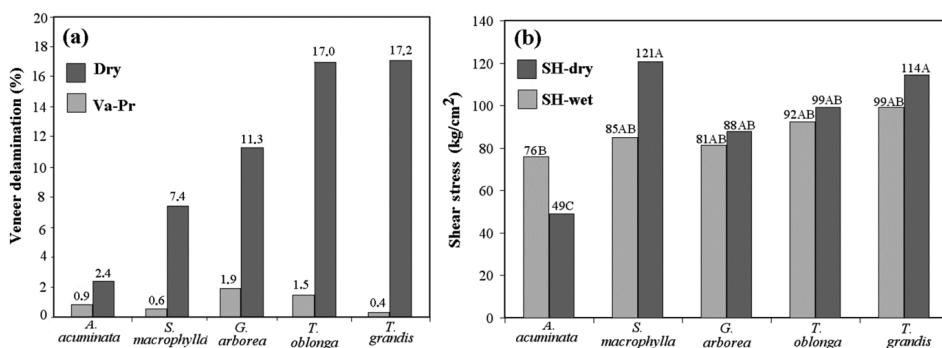 (a)
Dry
Va-Pr
Veneer delamination (%)
20
18
16
14
12
10
8
6
4
2
0
0.9
2.4
0.6
7.4
1.9
11.3
1.5
17.0
0.4
17.2
A.
acuminata
S.
macrophylla
G.
arborea
T.
oblonga
T.
grandis
(b)
SH-dry
SH-wet
Shear stress (kg/cm²)
140
120
100
80
60
40
20
0
76B
49C
85AB
121A
81AB
88AB
92AB
99AB
99AB
114A
A.
acuminata
S.
macrophylla
G.
arborea
T.
oblonga
T.
grandis